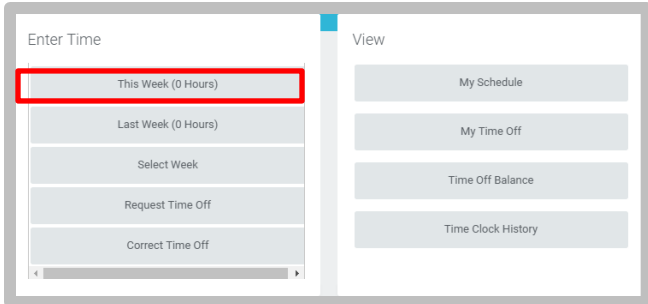 Enter Time
This Week (0 Hours)
Last Week (0 Hours)
Select Week
Request Time Off
Correct Time Off
View
My Schedule
My Time Off
Time Off Balance
Time Clock History